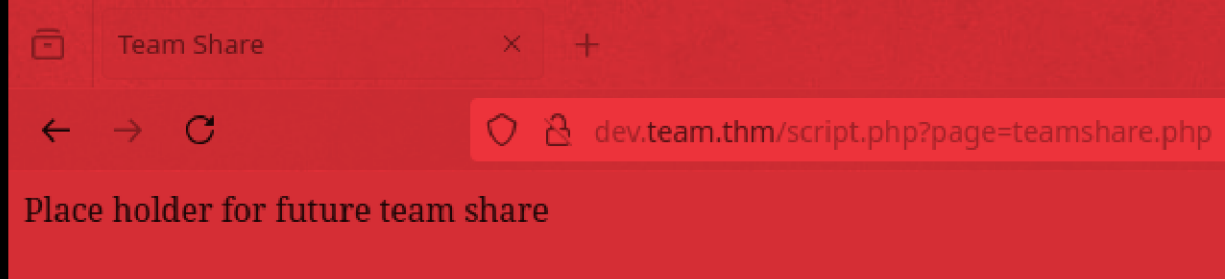 Team Share
dev.team.thm/script.php?page=teamshare.php
Place holder for future team share